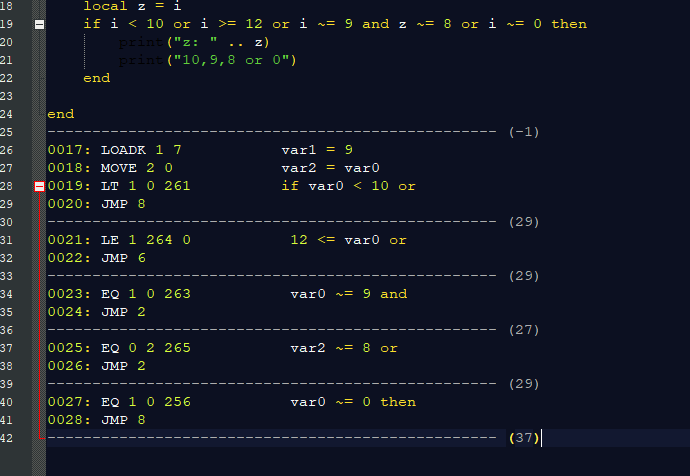 18 local z = i
19 if i < 10 or i >= 12 or i ~= 9 and z ~= 8 or i ~= 0 then
20 print("z: " .. z)
21 print("10,9,8 or 0")
22 end
23
24 end
25 -------------------------------------------------- (-1)
26 0017: LOADK 1 7 var1 = 9
27 0018: MOVE 2 0 var2 = var0
28 0019: LT 1 0 261 if var0 < 10 or
29 0020: JMP 8
30 -------------------------------------------------- (29)
31 0021: LE 1 264 0 12 <= var0 or
32 0022: JMP 6
33 -------------------------------------------------- (29)
34 0023: EQ 1 0 263 var0 ~= 9 and
35 0024: JMP 2
36 -------------------------------------------------- (27)
37 0025: EQ 0 2 265 var2 ~= 8 or
38 0026: JMP 2
39 -------------------------------------------------- (29)
40 0027: EQ 1 0 256 var0 ~= 0 then
41 0028: JMP 8
42 -------------------------------------------------- (37)